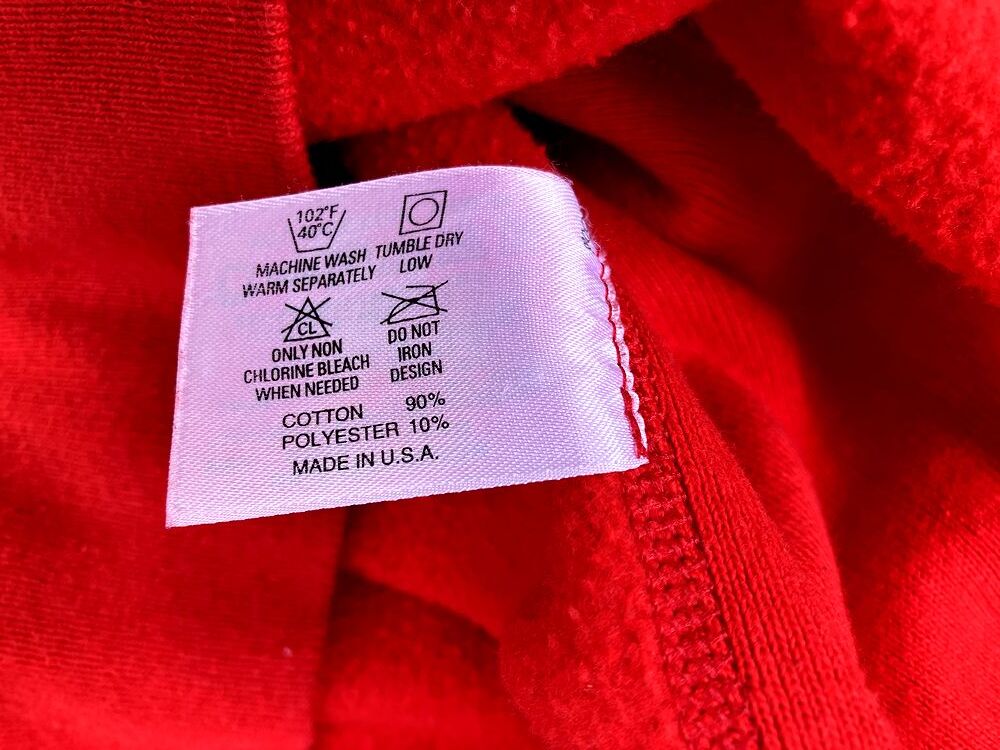 102°F
40°C
MACHINE WASH
WARM SEPARATELY
TUMBLE DRY
LOW
CL
ONLY NON
CHLORINE BLEACH
WHEN NEEDED
DO NOT
IRON
DESIGN
COTTON 90%
POLYESTER 10%
MADE IN U.S.A.